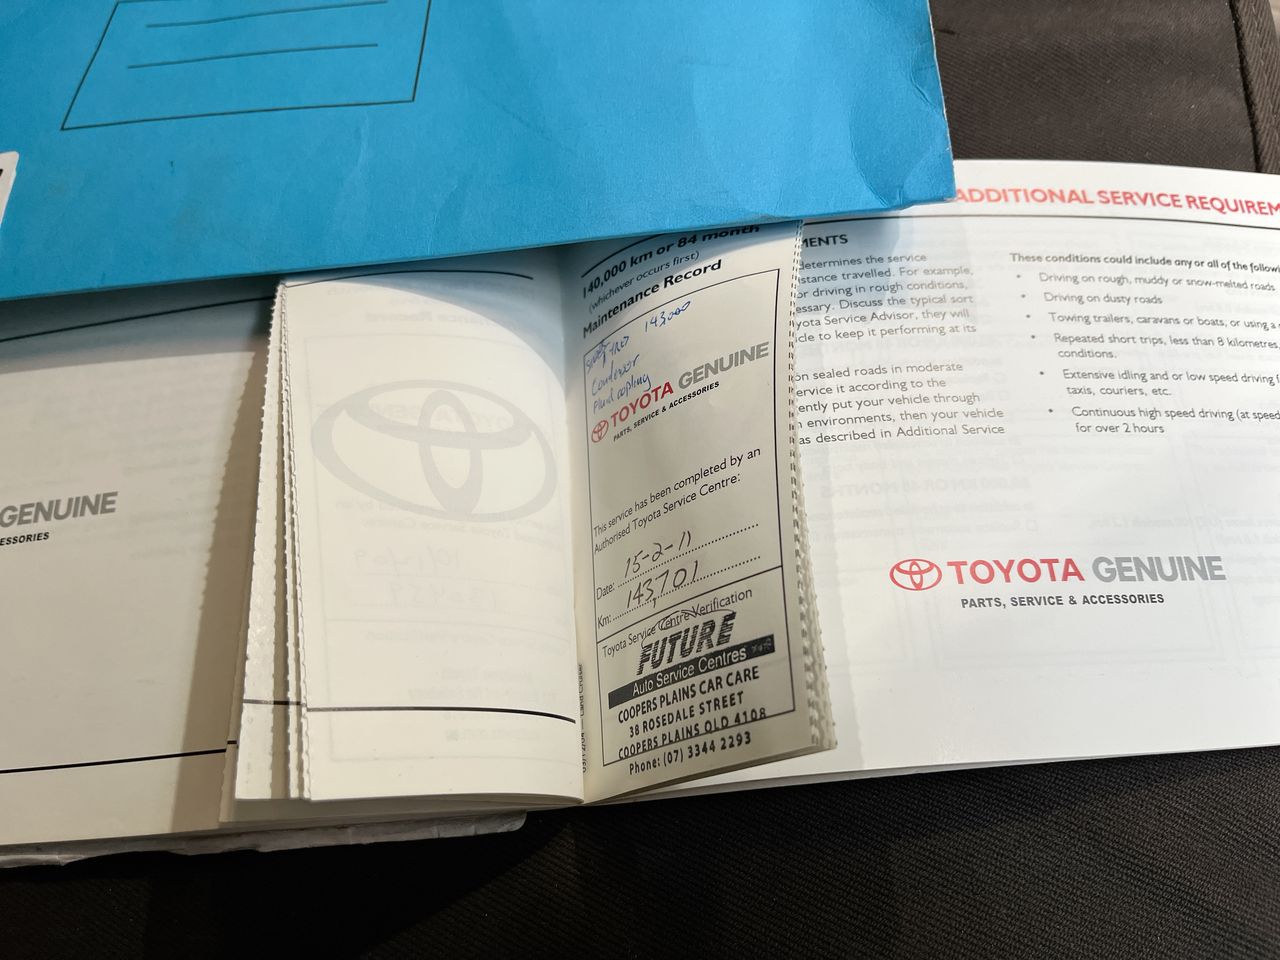 GENUINE
ESSORIES
140,000 km or 84 month
(whichever occurs first)
Maintenance Record
143000
Condensor
Fluid
TOYOTA GENUINE
PARTS, SERVICE & ACCESSORIES
This service has been completed by an
Authorised Toyota Service Centre:
Date: 15-2-11
Km: 143,701
Toyota Service Centre Verification
FUTURE
Auto Service Centres
COOPERS PLAINS CAR CARE
38 ROSEDALE STREET
COOPERS PLAINS QLD 4108
Phone: (07) 3344 2293
Land Cruiser
ADDITIONAL SERVICE REQUIREM
MENTS
determines the service
istance travelled. For example,
or driving in rough conditions,
essary. Discuss the typical sort
yota Service Advisor, they will
icle to keep it performing at its
on sealed roads in moderate
ervice it according to the
ently put your vehicle through
environments, then your vehicle
as described in Additional Service
These conditions could include any or all of the followi
• Driving on rough, muddy or snow-melted roads
• Driving on dusty roads
• Towing trailers, caravans or boats, or using a
• Repeated short trips, less than 8 kilometres,
conditions.
• Extensive idling and or low speed driving f
taxis, couriers, etc.
• Continuous high speed driving (at speed
for over 2 hours
TOYOTA GENUINE
PARTS, SERVICE & ACCESSORIES